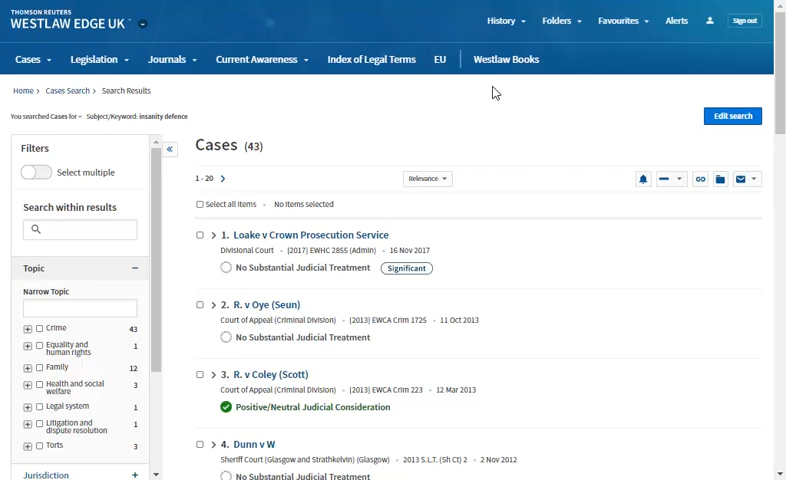 THOMSON REUTERS
WESTLAW EDGE UK™
History Folders Favourites Alerts Sign out
Cases Legislation Journals Current Awareness Index of Legal Terms EU Westlaw Books
Home > Cases Search > Search Results
You searched Cases for - Subject/Keyword: insanity defence
Edit search
Filters
Select multiple
Search within results
Topic
Narrow Topic
Crime 43
Equality and human rights 1
Family 12
Health and social welfare 3
Legal system 1
Litigation and dispute resolution 1
Torts 3
Jurisdiction
Cases (43)
1 - 20
Relevance
Select all Items - No Items selected
1. Loake v Crown Prosecution Service
Divisional Court - [2017] EWHC 2855 (Admin) - 16 Nov 2017
No Substantial Judicial Treatment Significant
2. R. v Oye (Seun)
Court of Appeal (Criminal Division) - [2013] EWCA Crim 1725 - 11 Oct 2013
No Substantial Judicial Treatment
3. R. v Coley (Scott)
Court of Appeal (Criminal Division) - [2013] EWCA Crim 223 - 12 Mar 2013
Positive/Neutral Judicial Consideration
4. Dunn v W
Sheriff Court (Glasgow and Strathkelvin) (Glasgow) - 2013 S.L.T. (Sh Ct) 2 - 2 Nov 2012
No Substantial Judicial Treatment